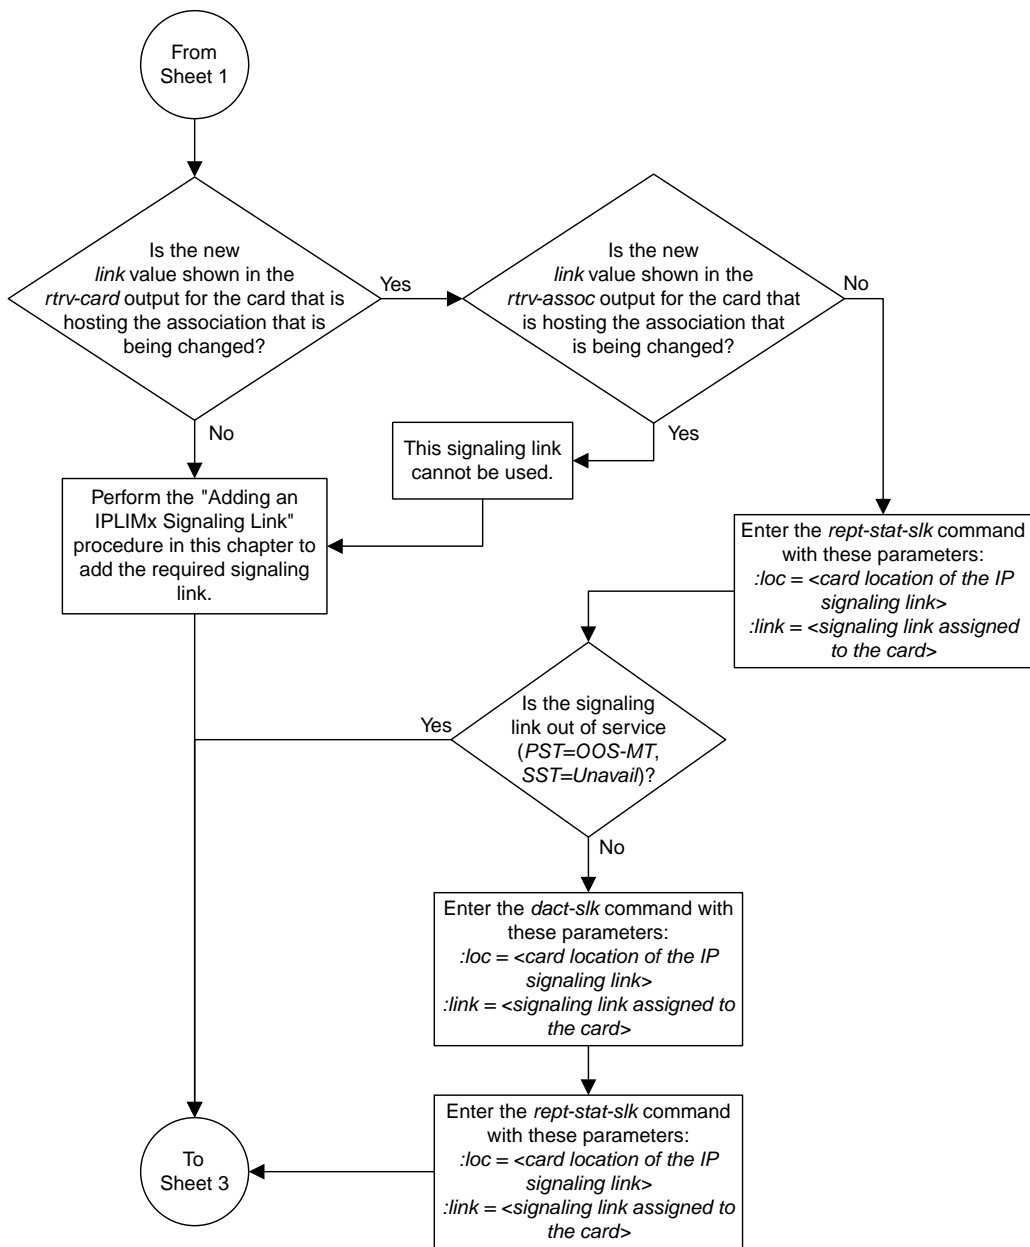 From
Sheet 1
Is the new
link value shown in the
rtrv-card output for the card that is
hosting the association that is
being changed?
Yes
No
Is the new
link value shown in the
rtrv-assoc output for the card that
is hosting the association that
is being changed?
No
Yes
This signaling link
cannot be used.
Perform the "Adding an
IPLIMx Signaling Link"
procedure in this chapter to
add the required signaling
link.
Enter the rept-stat-slk command
with these parameters:
:loc = <card location of the IP
signaling link>
:link = <signaling link assigned
to the card>
Is the signaling
link out of service
(PST=OOS-MT,
SST=Unavail)?
Yes
No
Enter the dact-slk command with
these parameters:
:loc = <card location of the IP
signaling link>
:link = <signaling link assigned to
the card>
Enter the rept-stat-slk command
with these parameters:
:loc = <card location of the IP
signaling link>
:link = <signaling link assigned to
the card>
To
Sheet 3